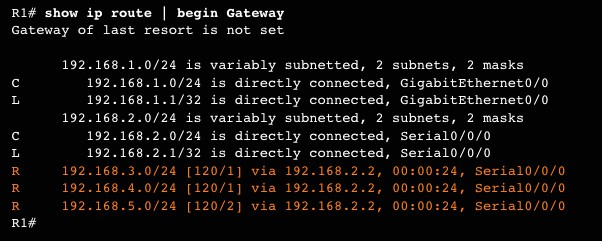 R1# show ip route | begin Gateway
Gateway of last resort is not set
192.168.1.0/24 is variably subnetted, 2 subnets, 2 masks
C 192.168.1.0/24 is directly connected, GigabitEthernet0/0
L 192.168.1.1/32 is directly connected, GigabitEthernet0/0
192.168.2.0/24 is variably subnetted, 2 subnets, 2 masks
C 192.168.2.0/24 is directly connected, Serial0/0/0
L 192.168.2.1/32 is directly connected, Serial0/0/0
R 192.168.3.0/24 [120/1] via 192.168.2.2, 00:00:24, Serial0/0/0
R 192.168.4.0/24 [120/1] via 192.168.2.2, 00:00:24, Serial0/0/0
R 192.168.5.0/24 [120/2] via 192.168.2.2, 00:00:24, Serial0/0/0
R1#